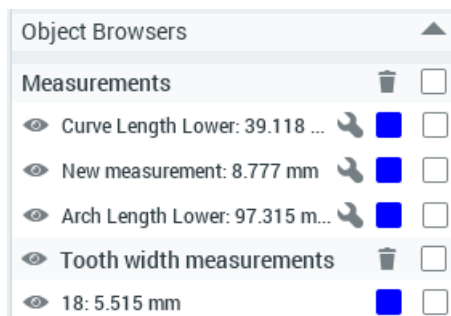 Object Browsers
Measurements
Curve Length Lower: 39.118 ...
New measurement: 8.777 mm
Arch Length Lower: 97.315 m...
Tooth width measurements
18: 5.515 mm